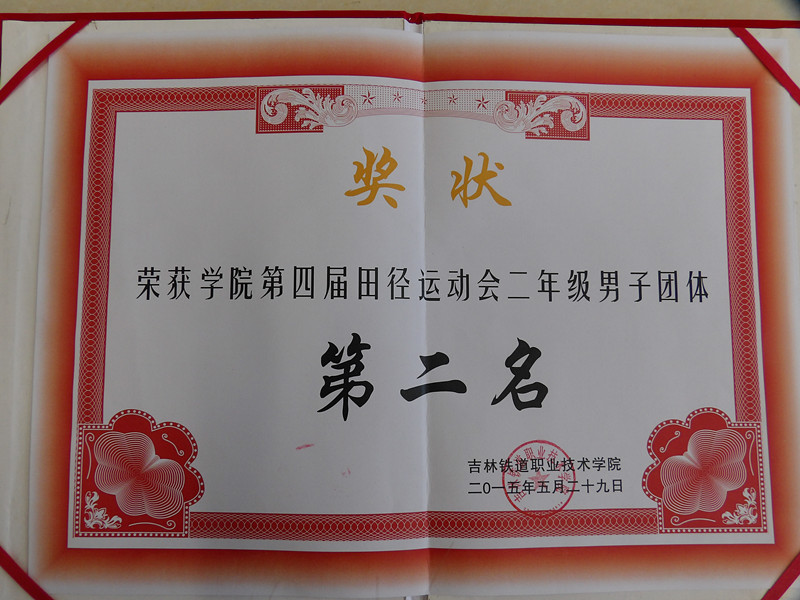 奖状
荣获学院第四届田径运动会二年级男子团体
第二名
吉林铁道职业技术学院
二〇一五年五月二十九日